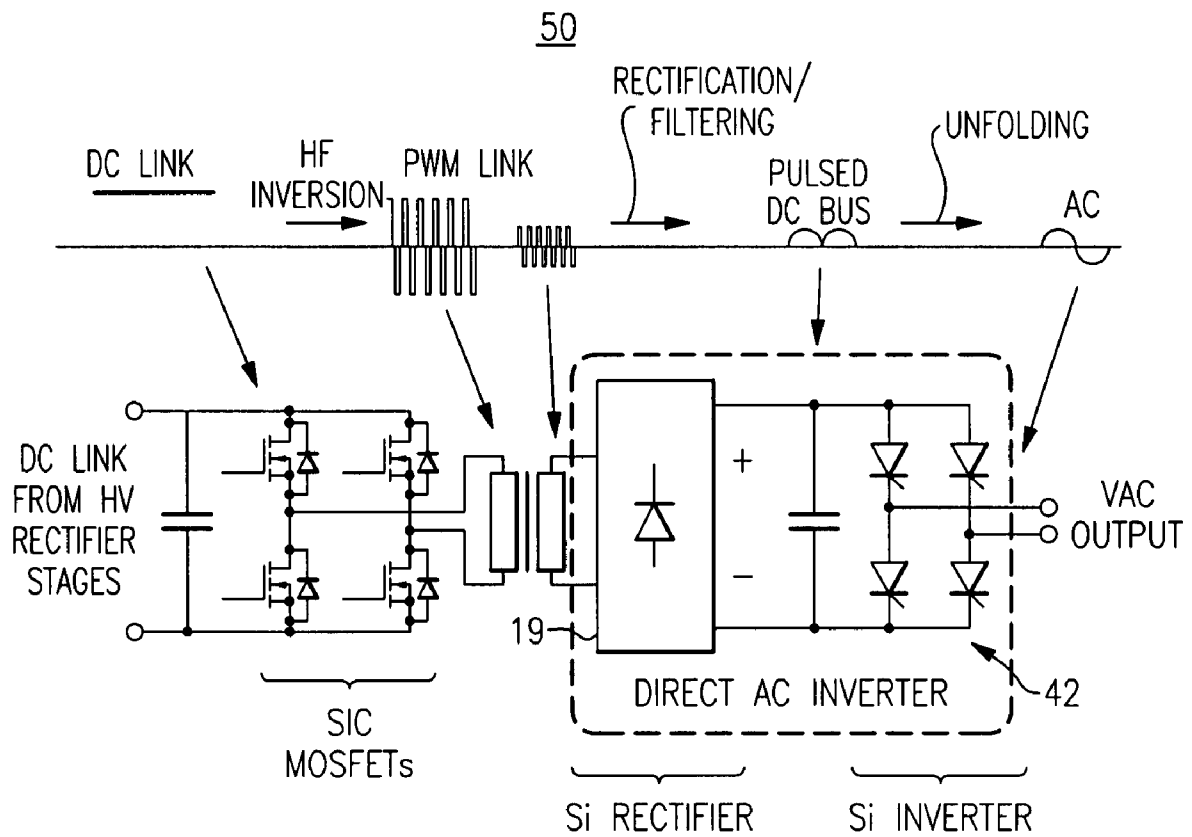 50
RECTIFICATION/
FILTERING
UNFOLDING
DC LINK
HF
INVERSION
PWM LINK
PULSED
DC BUS
AC
DC LINK
FROM HV
RECTIFIER
STAGES
+
−
VAC
OUTPUT
19
DIRECT AC INVERTER
42
SIC
MOSFETs
Si RECTIFIER
Si INVERTER